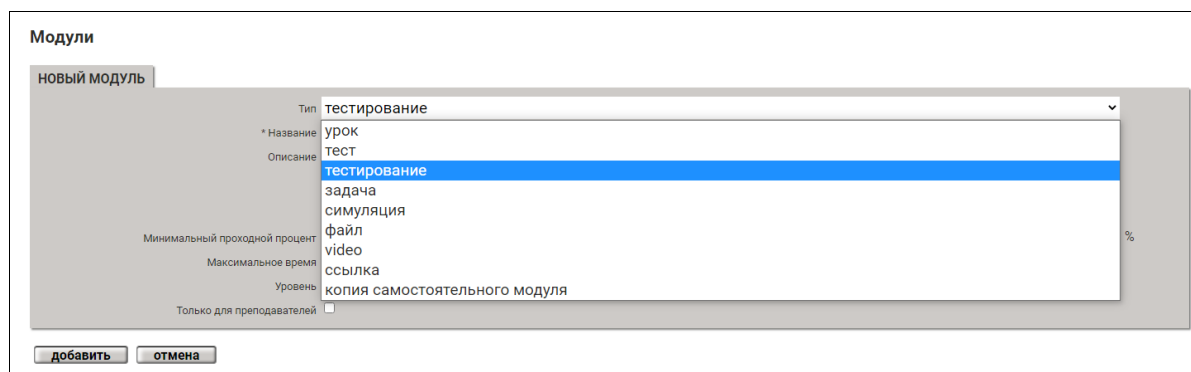 Модули
НОВЫЙ МОДУЛЬ
Тип тестирование
* Название урок
Описание тест
тестирование
задача
симуляция
Минимальный проходной процент файл %
video
Максимальное время ссылка
Уровень копия самостоятельного модуля
Только для преподавателей
добавить отмена